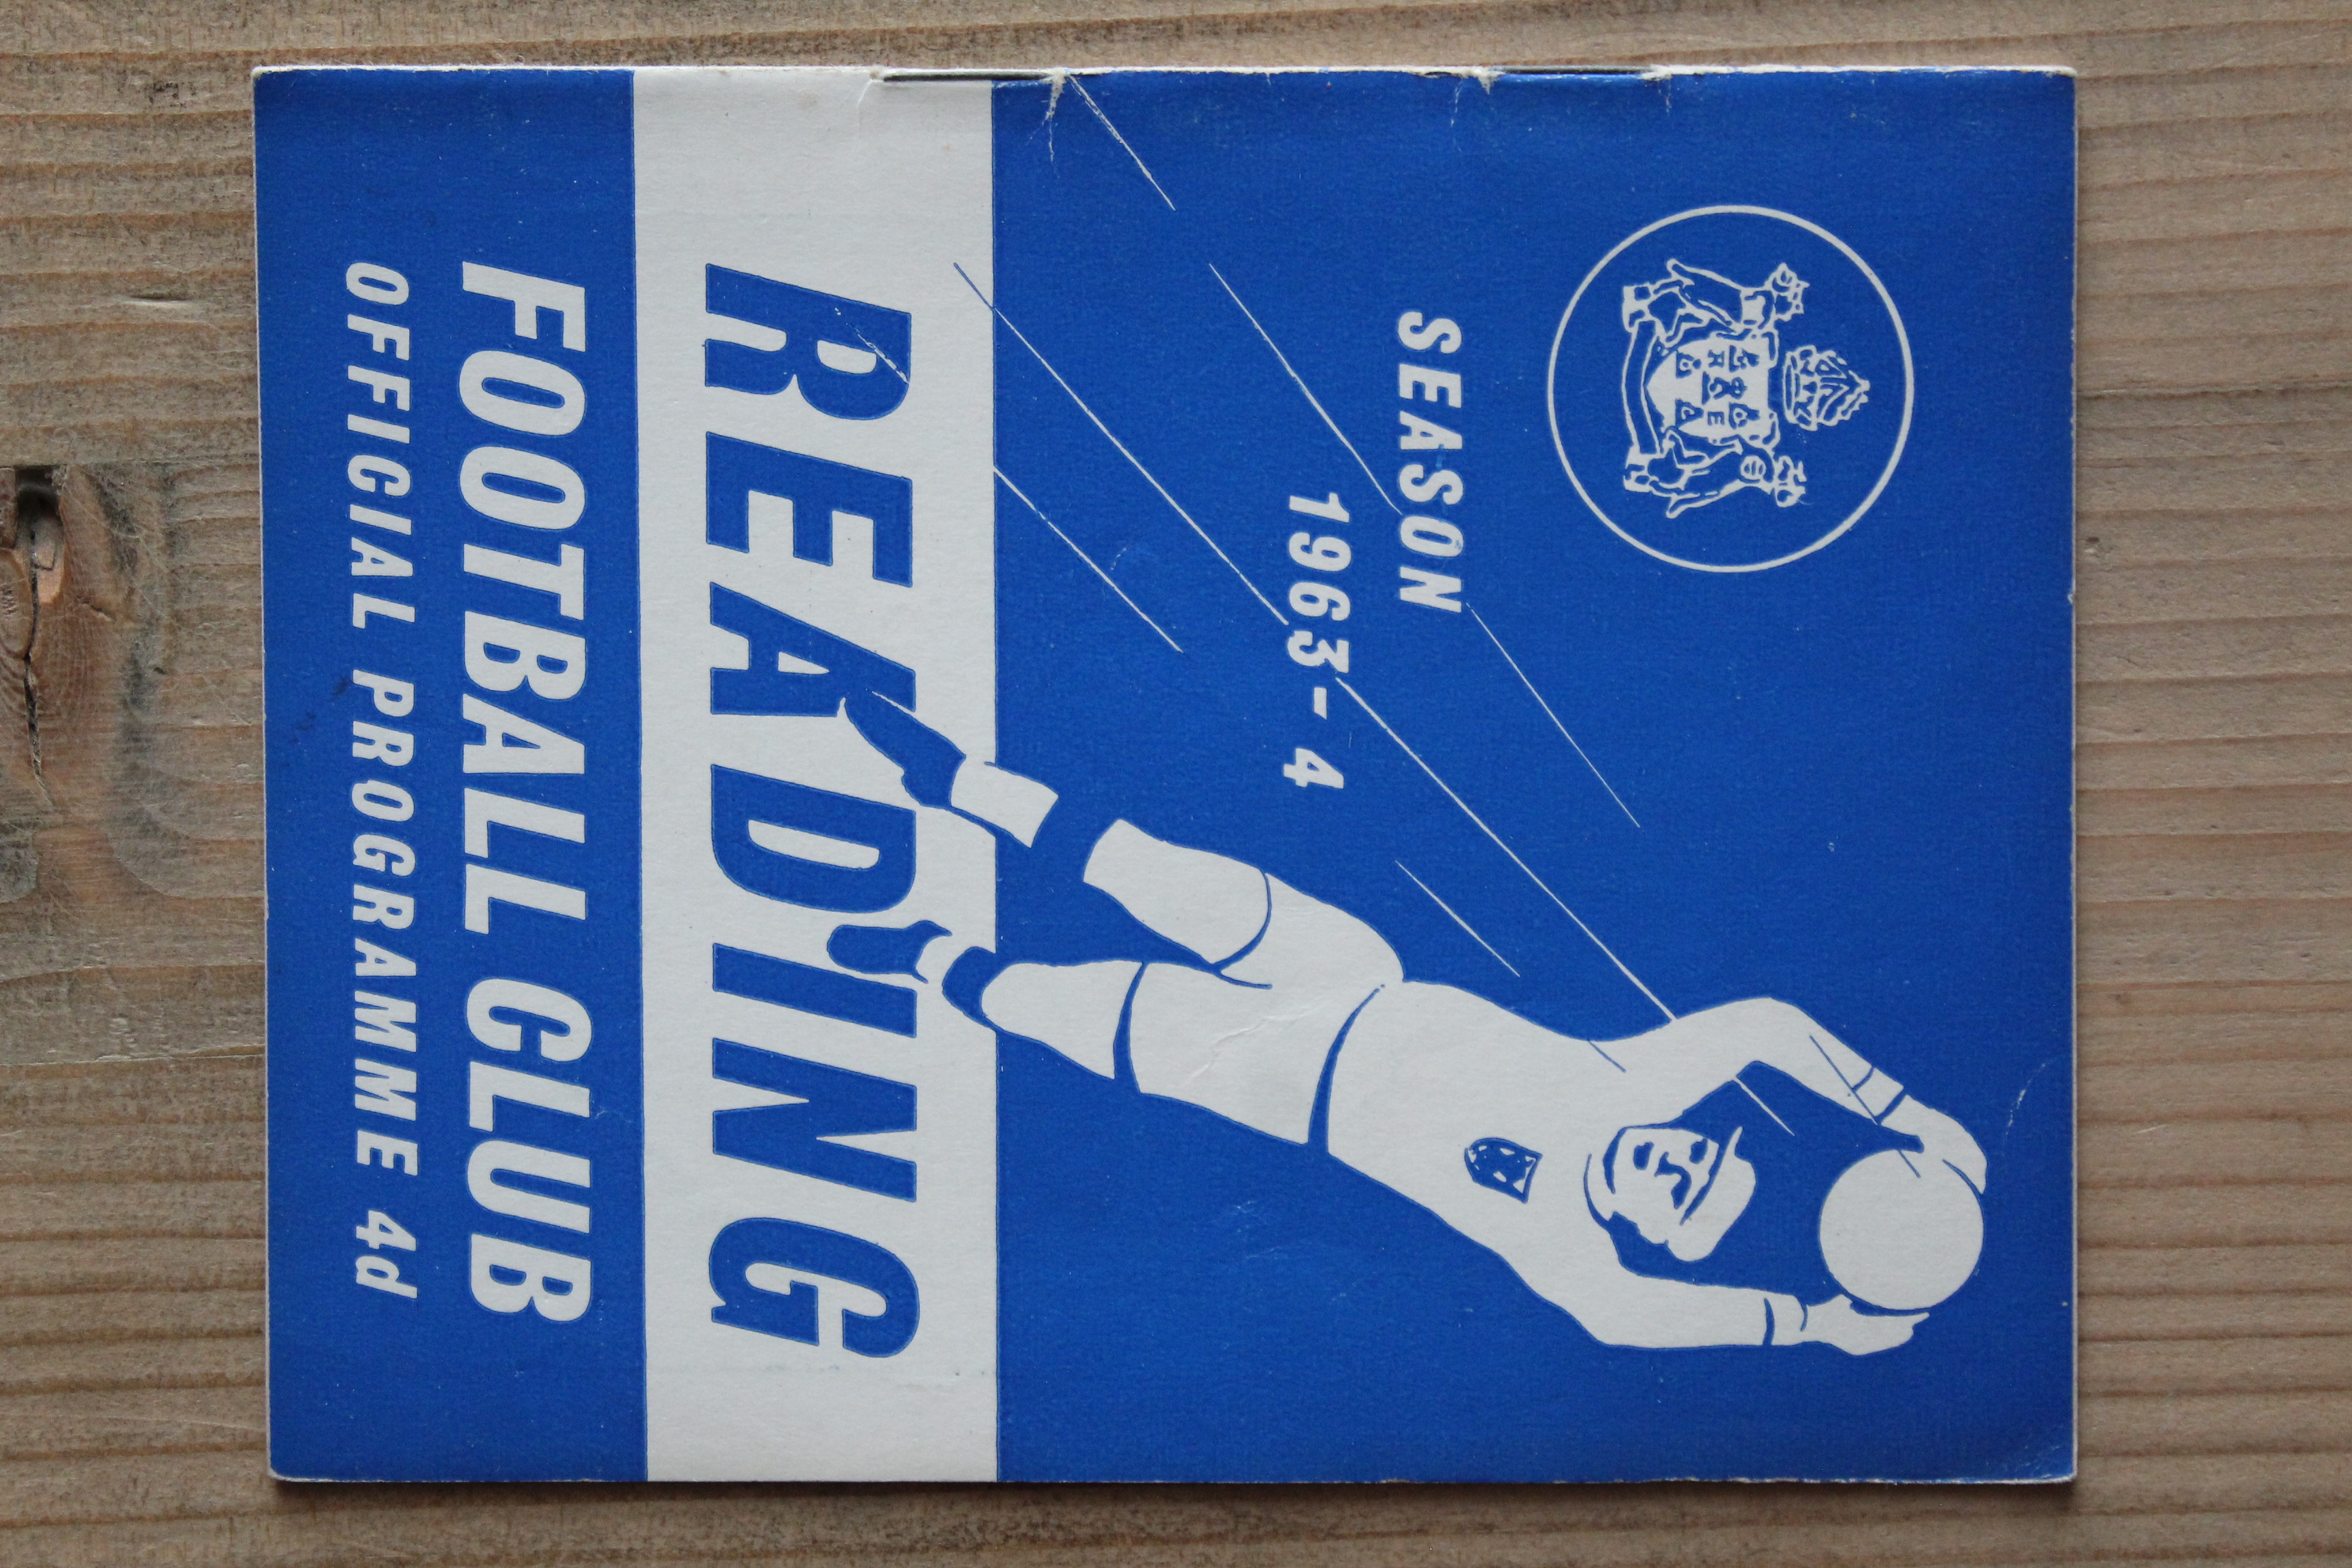 SEASON
1963-4
READING
FOOTBALL CLUB
OFFICIAL PROGRAMME 4d